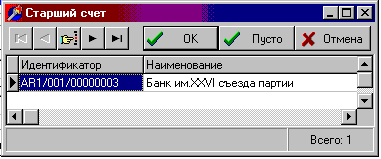 Старший счет
OK Пусто Отмена
Идентификатор Наименование
AR1/001/00000003 Банк им.XXVI съезда партии
Всего: 1